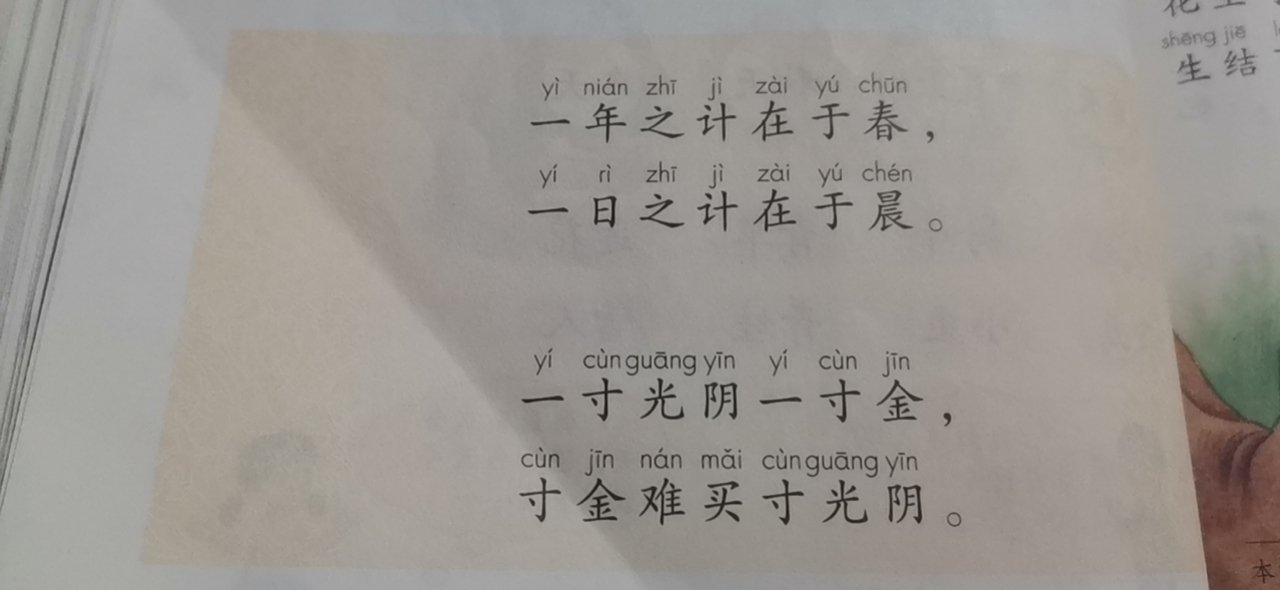 yì nián zhī jì zài yú chūn
一年之计在于春，
yí rì zhī jì zài yú chén
一日之计在于晨。
yí cùn guāng yīn yí cùn jīn
一寸光阴一寸金，
cùn jīn nán mǎi cùn guāng yīn
寸金难买寸光阴。
shēng jiē
生结
本